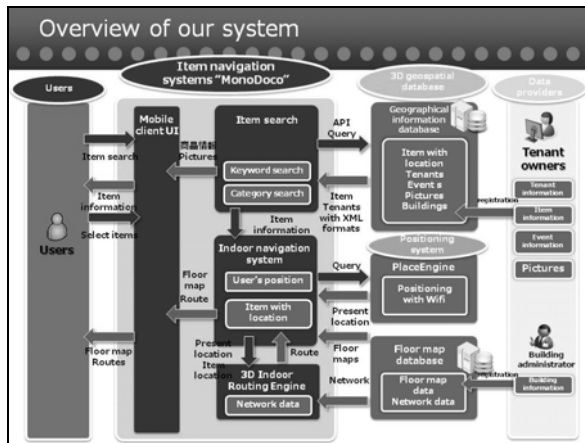 Overview of our system
Users
Item navigation
systems "MonoDoco"
3D geospatial
database
Data
providers
Item search
Item
information
Select items
Users
Floor map
Routes
Mobile
client UI
商品情報
Pictures
Floor
map
Route
Item search
Keyword search
Category search
Item
information
Indoor navigation
system
User's position
Item with
location
Present
location
Item
location
Route
3D Indoor
Routing Engine
Network data
API
Query
Item
Tenants
with XML
formats
Query
Present
location
Floor
maps
Network
Geographical
information
database
Item with
location
Tenants
Event s
Pictures
Buildings
Positioning
system
PlaceEngine
Positioning
with Wifi
Floor map
database
Floor map
data
Network data
registration
registration
Tenant
owners
Tenant
information
Item
information
Event
information
Pictures
Building
administrator
Building
information